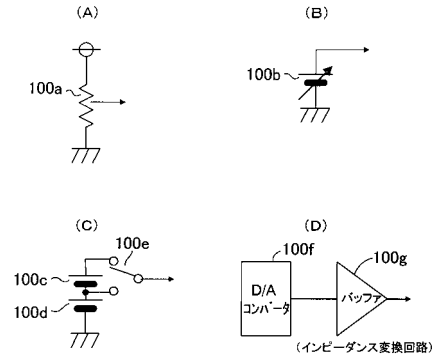 (A)
100a
(B)
100b
(C)
100e
100c
100d
(D)
100f
100g
D/A
コンバータ
バッファ
(インピーダンス変換回路)